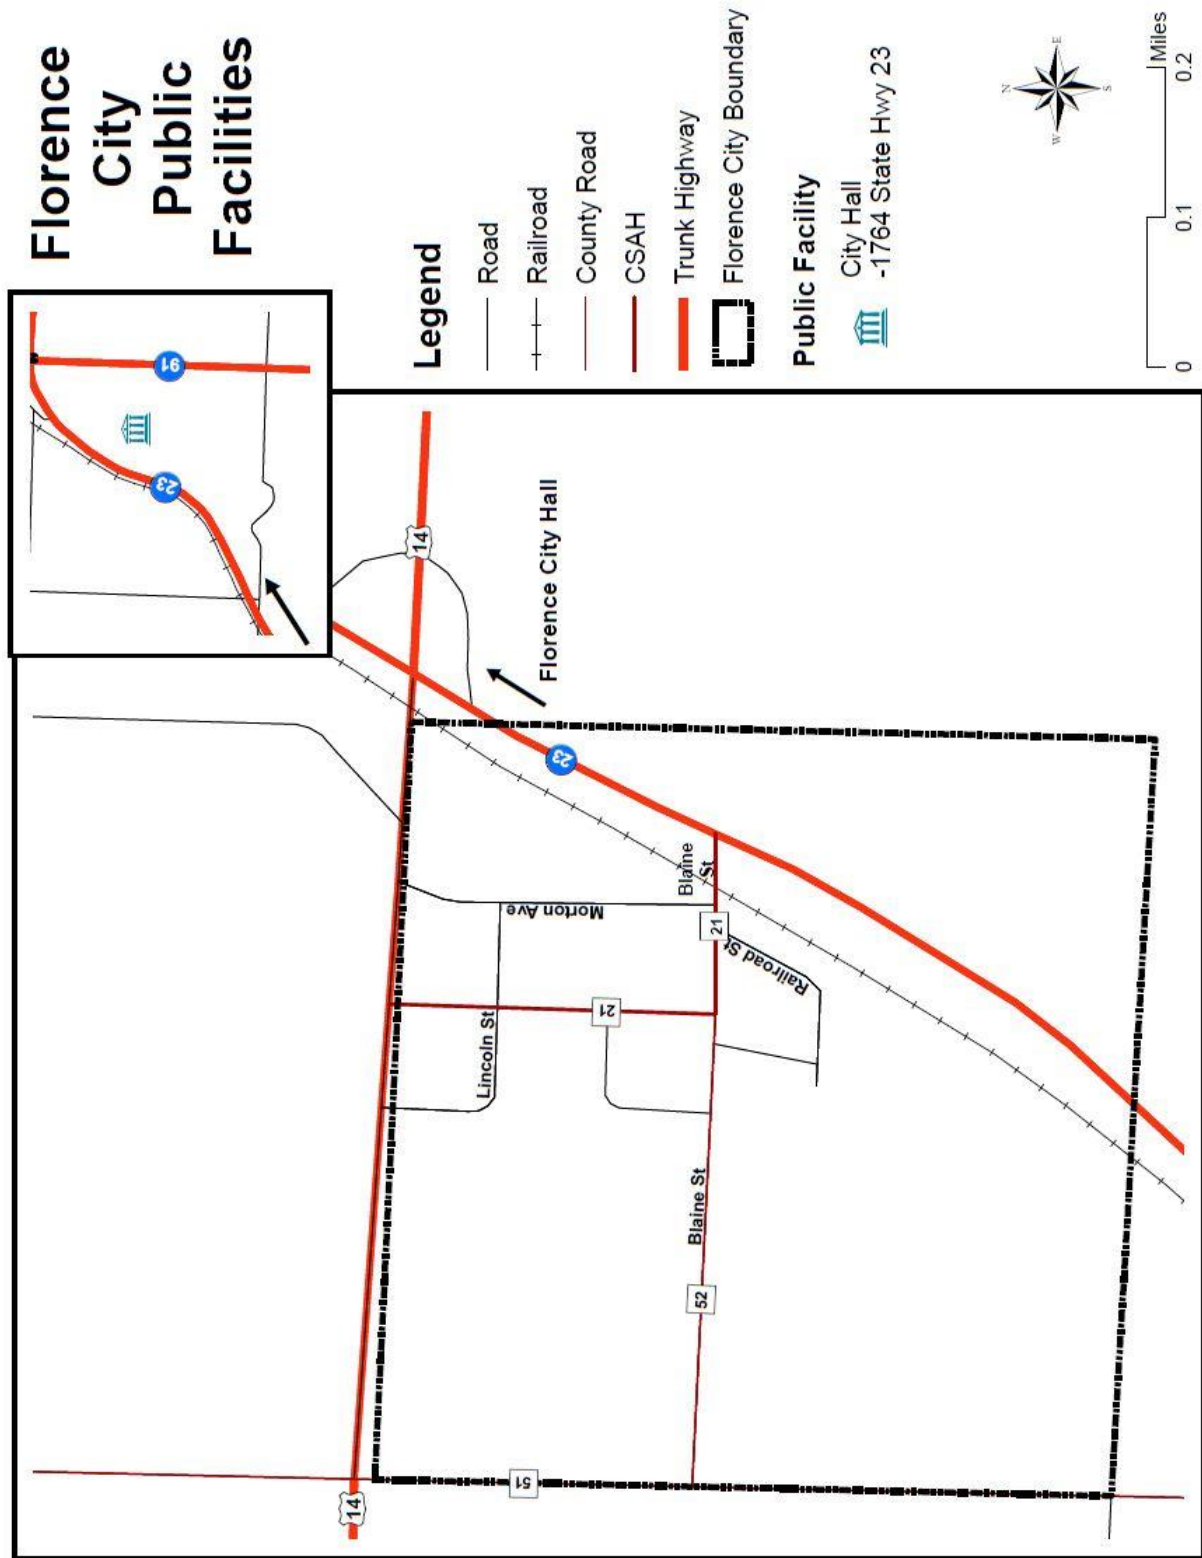 Florence
City
Public
Facilities
91
23
Legend
Road
Railroad
County Road
CSAH
Trunk Highway
Florence City Boundary
Public Facility
City Hall
-1764 State Hwy 23
N
W
E
S
0
0.1
0.2
Miles
14
14
Florence City Hall
23
Morton Ave
Lincoln St
21
Blaine
St
21
Railroad St
Blaine St
52
51